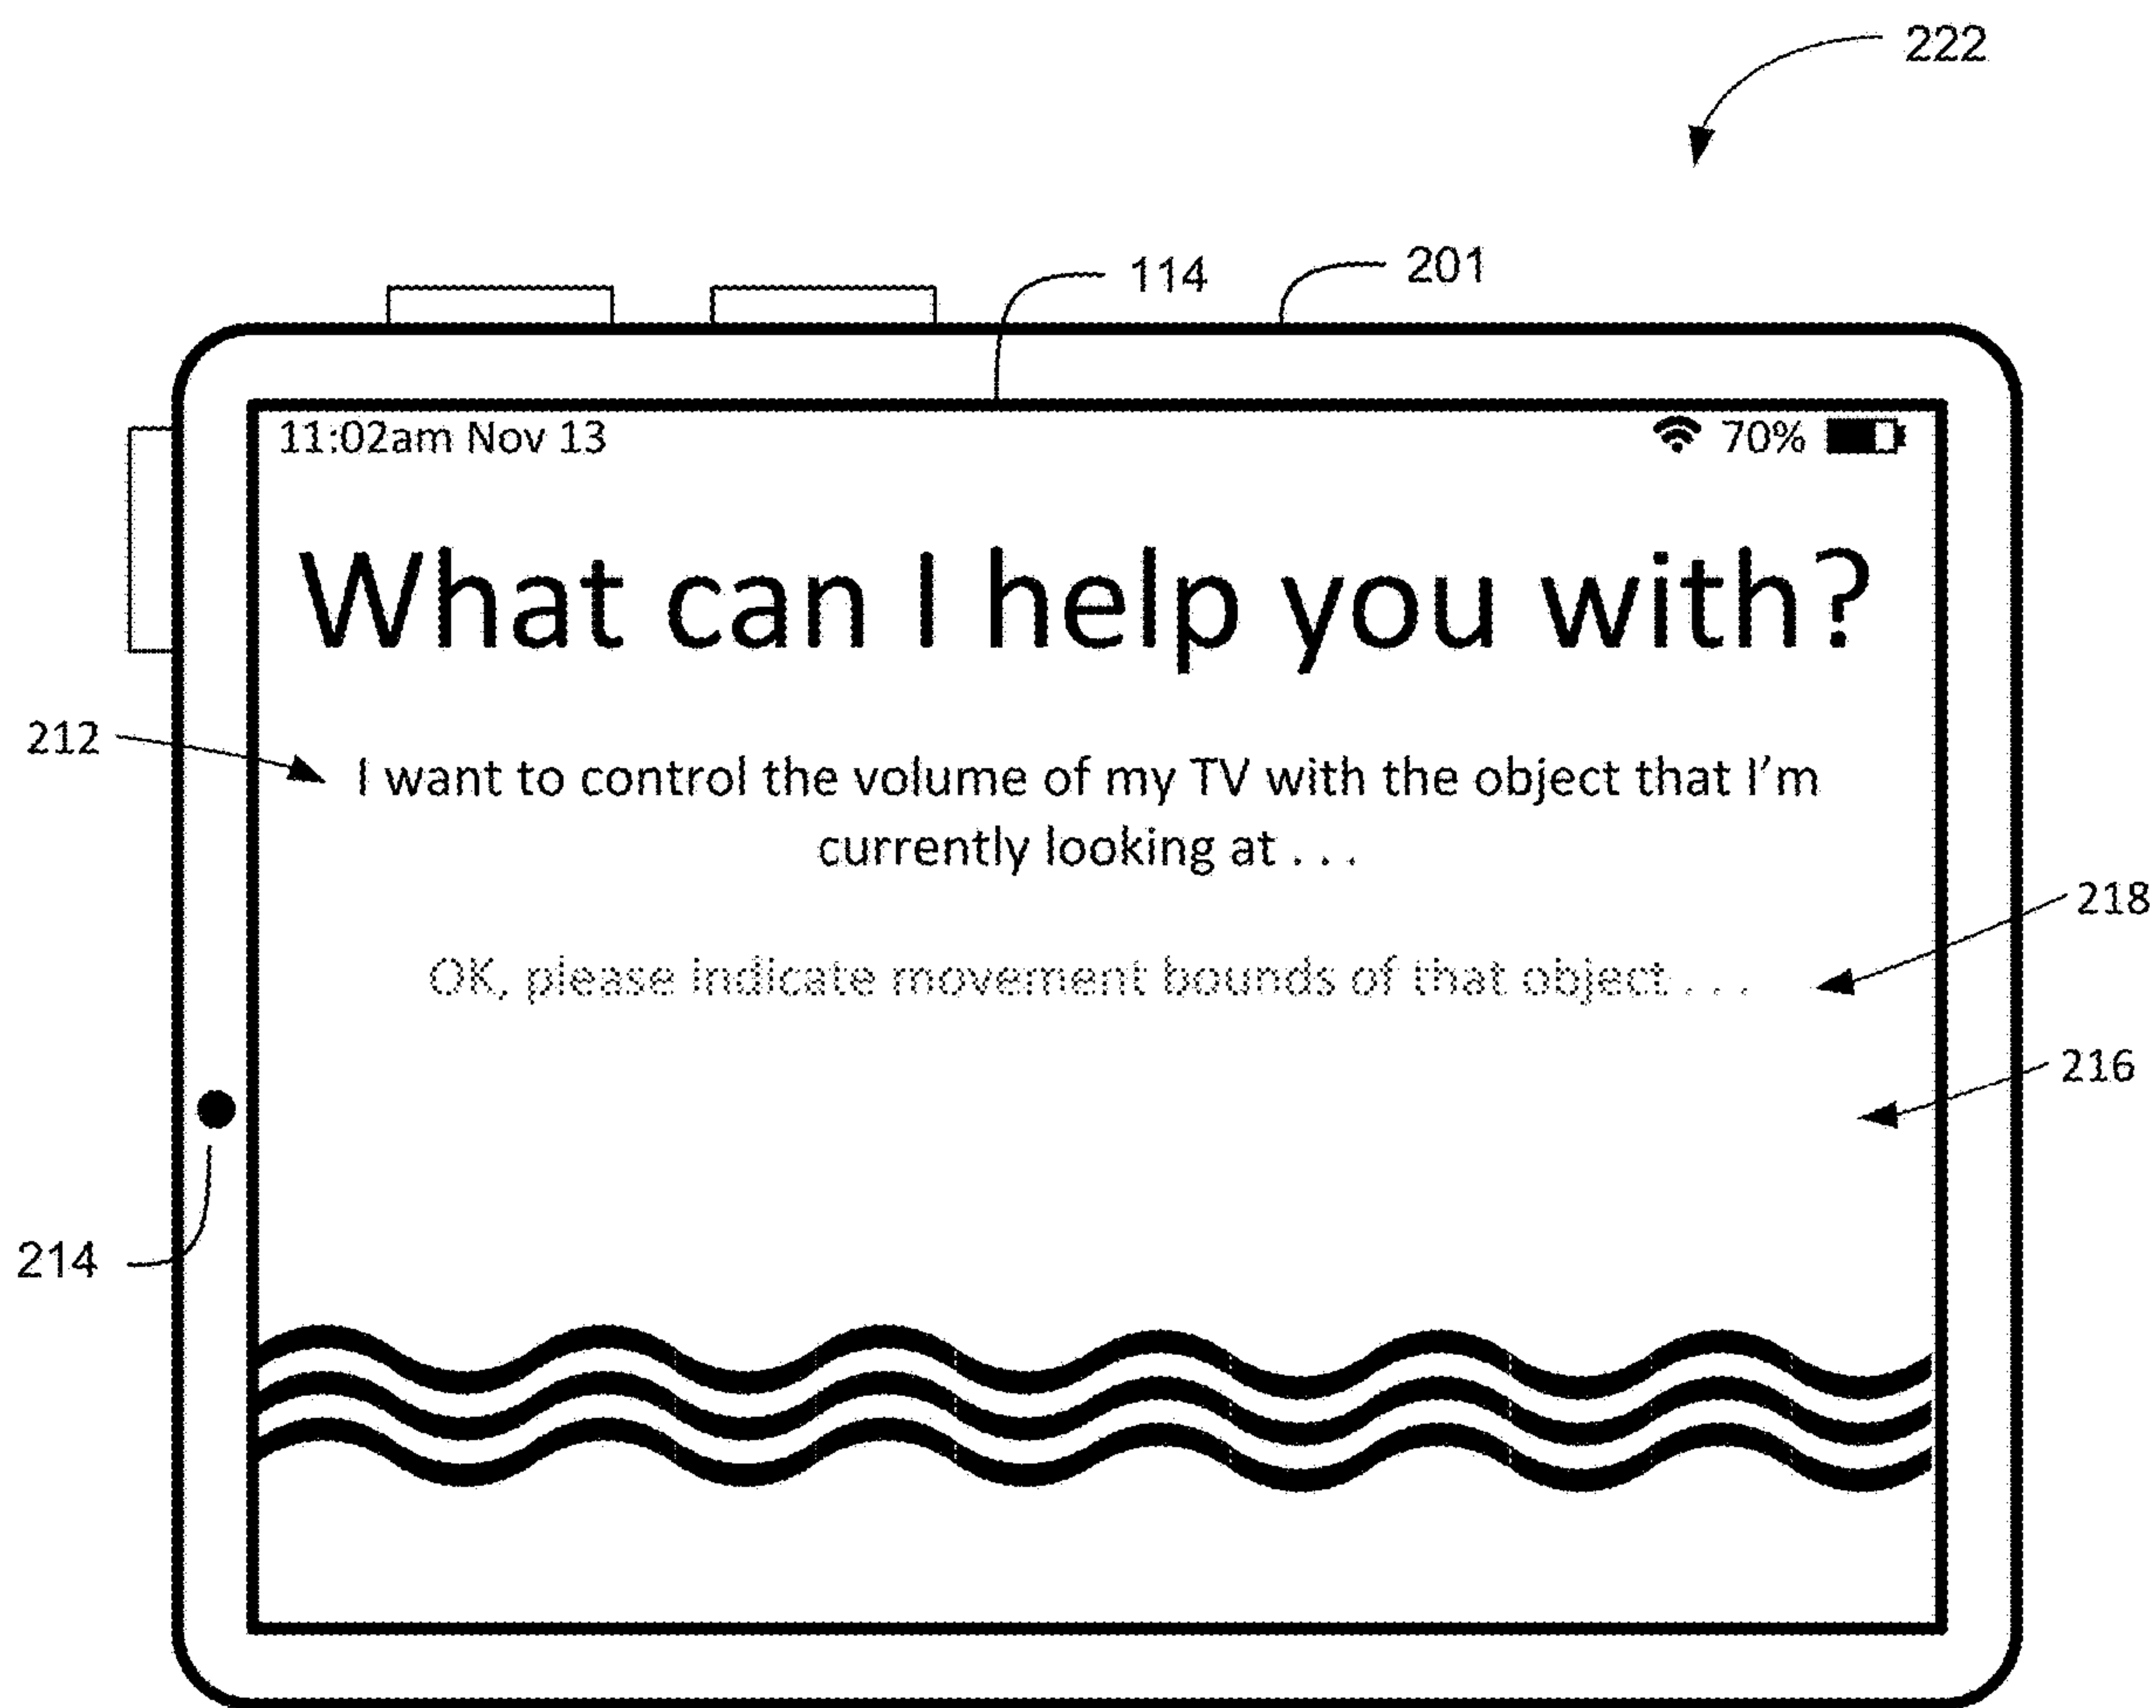 222
114
201
11:02am Nov 13 70%
What can I help you with?
212
I want to control the volume of my TV with the object that I'm
currently looking at . . .
218
OK, please indicate movement bounds of that object . . .
216
214